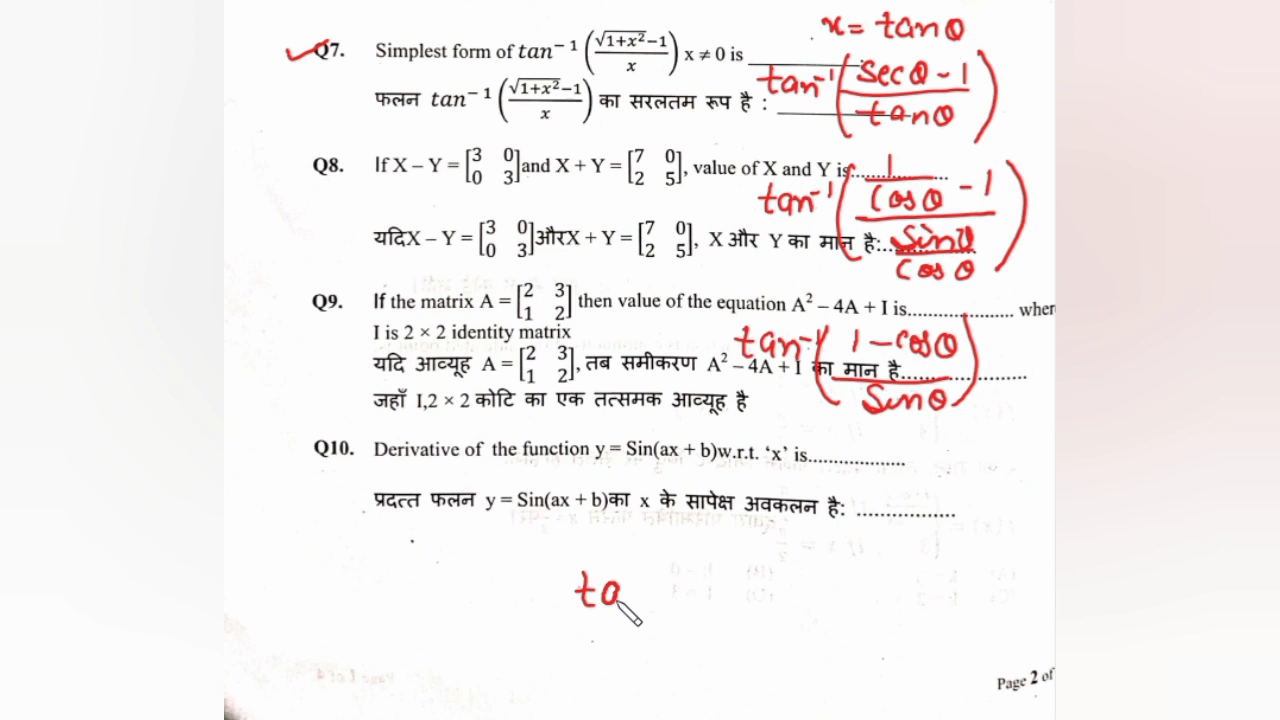 Q7. Simplest form of tan⁻¹ (√1+x²−1 / x) x ≠ 0 is ________
फलन tan⁻¹ (√1+x²−1 / x) का सरलतम रूप है : ________
x = tanθ
tan⁻¹ (secθ - 1 / tanθ)
Q8. If X – Y = [3 0 0 3] and X + Y = [7 0 2 5], value of X and Y is:..................
tan⁻¹ (1/cosθ - 1 / sinθ/cosθ)
यदिX – Y = [3 0 0 3]औरX + Y = [7 0 2 5], X और Y का मान है:..................
Q9. If the matrix A = [2 3 1 2] then value of the equation A² – 4A + I is.................... wher
I is 2 × 2 identity matrix
tan⁻¹ (1 - cosθ / sinθ)
यदि आव्यूह A = [2 3 1 2], तब समीकरण A² – 4A + I का मान है....................
जहाँ I,2 × 2 कोटि का एक तत्समक आव्यूह है
Q10. Derivative of the function y = Sin(ax + b)w.r.t. ‘x’ is...................
प्रदत्त फलन y = Sin(ax + b)का x के सापेक्ष अवकलन है: ...................
ta
Page 2 of